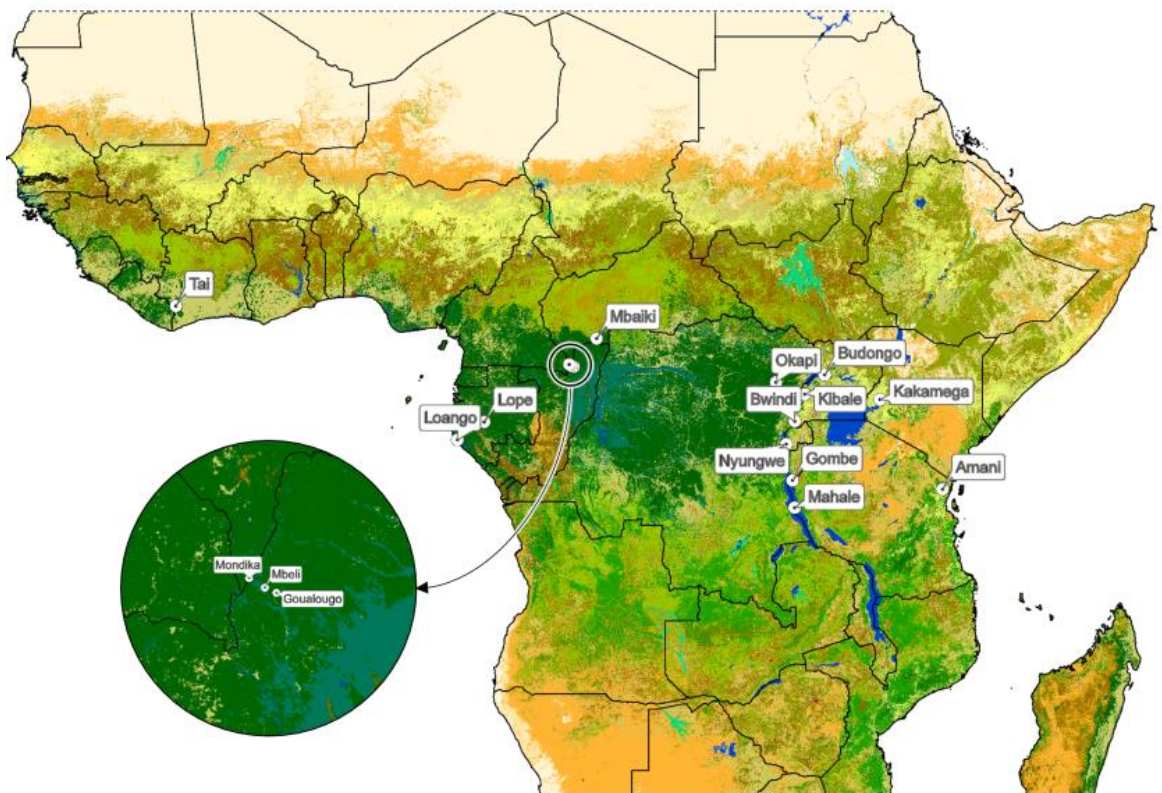 Tai
Mbaiki
Okapi
Budongo
Bwindi
Kibale
Kakamega
Lope
Loango
Nyungwe
Gombe
Amani
Mahale
Mondika
Mbeli
Goualougo